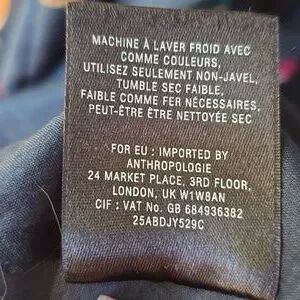 MACHINE À LAVER FROID AVEC
COMME COULEURS,
UTILISEZ SEULEMENT NON-JAVEL,
TUMBLE SEC FAIBLE.
FAIBLE COMME FER NÉCESSAIRES.
PEUT-ÊTRE ÊTRE NETTOYÉE SEC
FOR EU : IMPORTED BY
ANTHROPOLOGIE
24 MARKET PLACE, 3RD FLOOR,
LONDON, UK W1W8AN
CIF : VAT No. GB 684936382
25ABDJY529C